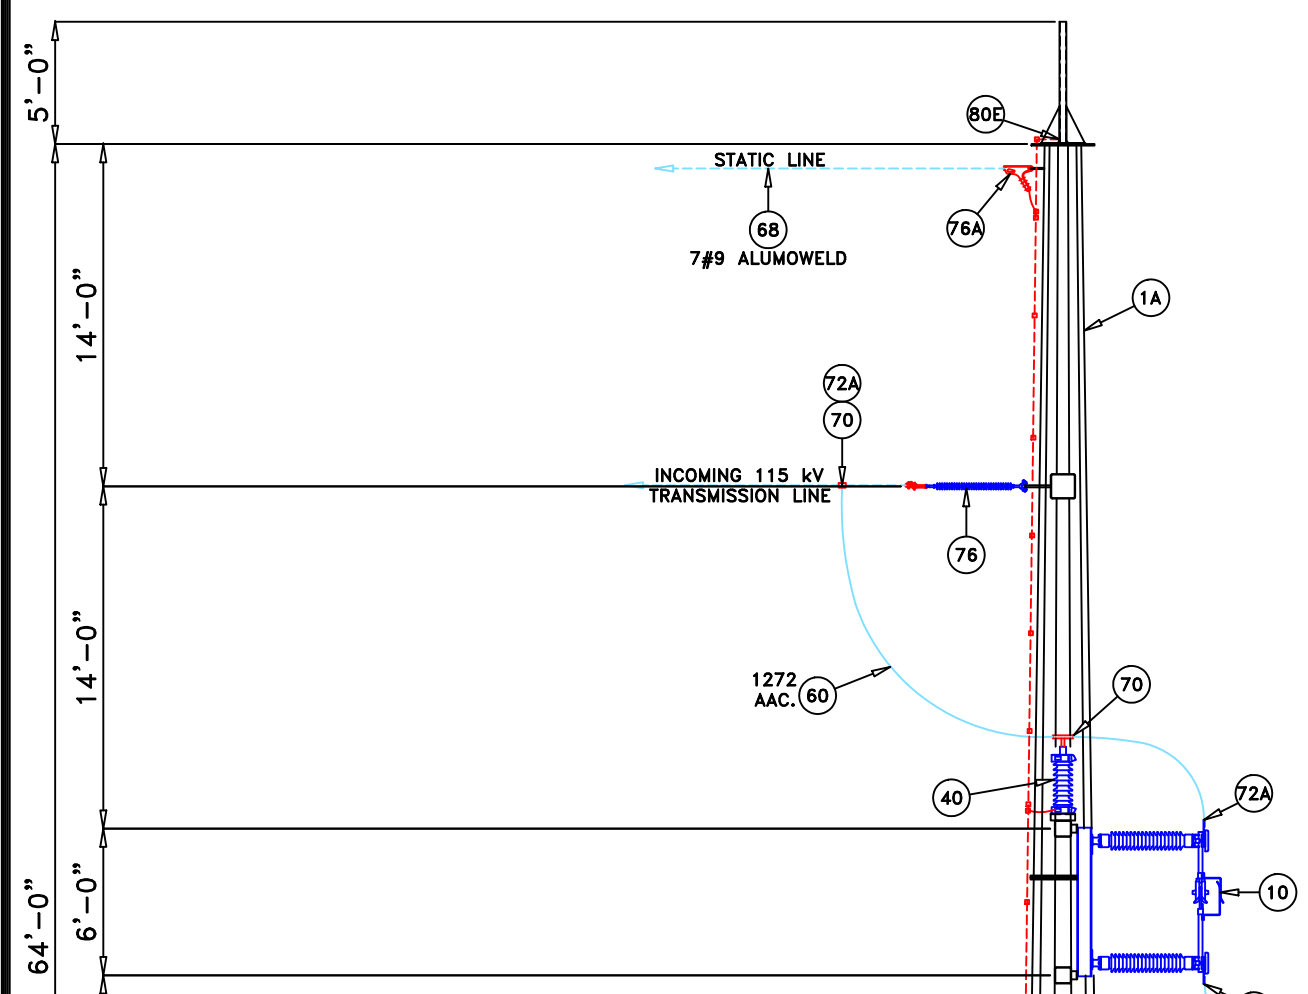 5'-0"
80E
STATIC LINE
68
76A
7#9 ALUMOWELD
14'-0"
1A
72A
70
INCOMING 115 kV
TRANSMISSION LINE
76
14'-0"
1272
AAC.
60
70
40
72A
10
6'-0"
64'-0"